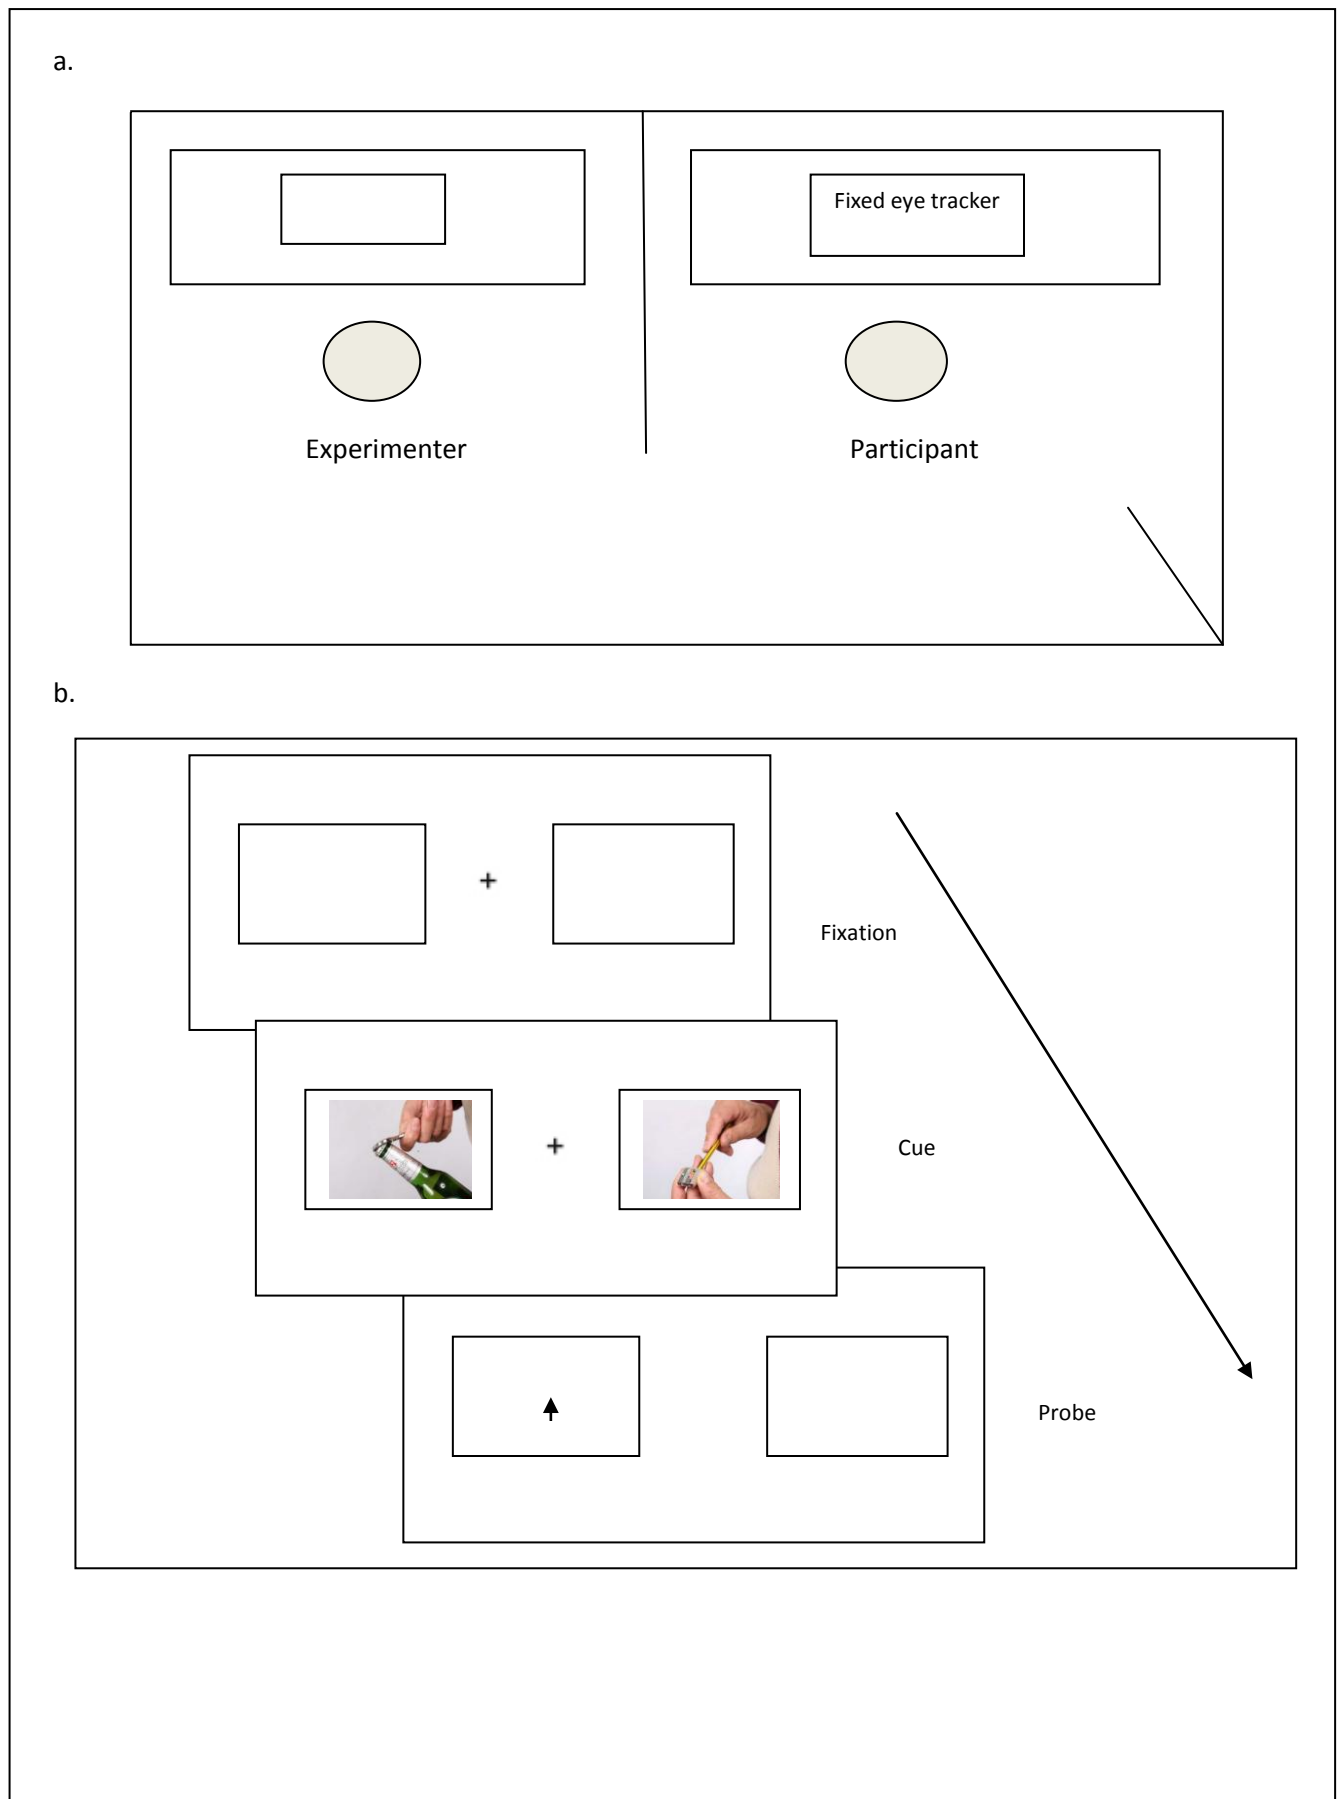 a.
Fixed eye tracker
Experimenter
Participant
b.
+
Fixation
+
Cue
Probe